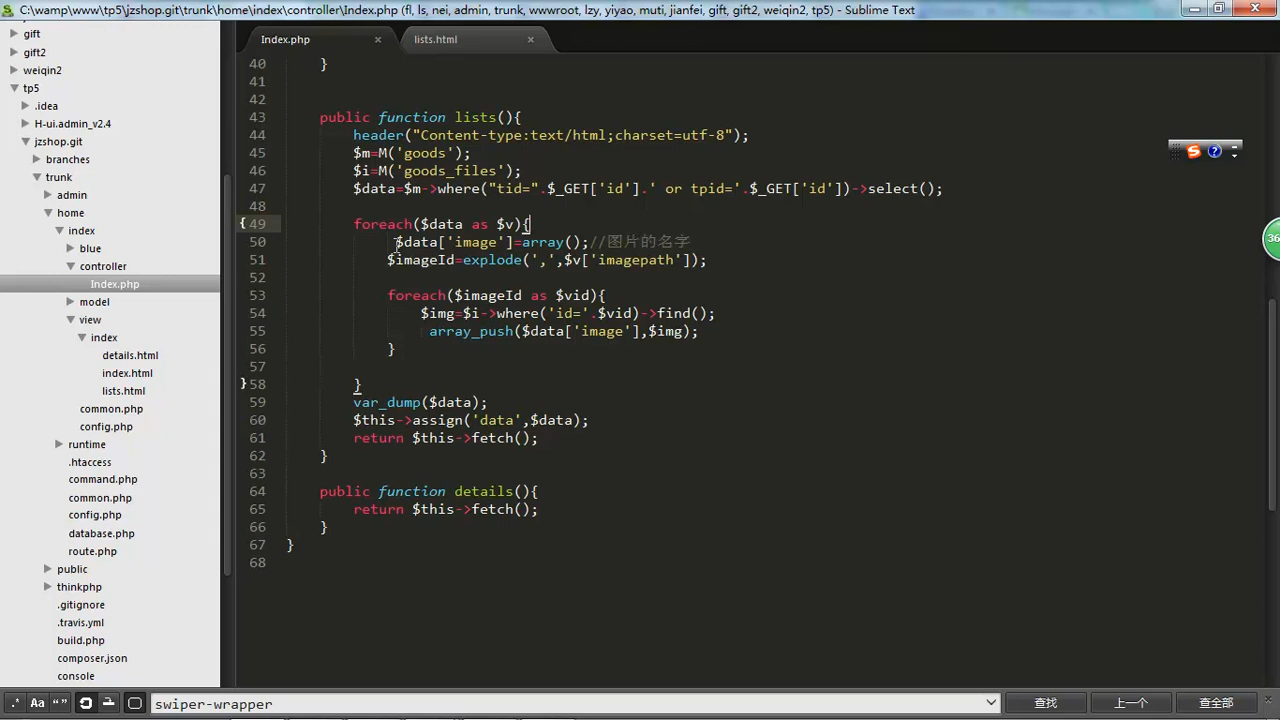 C:\wamp\www\tp5\jzshop.git\trunk\home\index\controller\Index.php (fl, ls, nei, admin, trunk, wwwroot, lzy, yiyao, muti, jianfei, gift, gift2, weiqin2, tp5) - Sublime Text
gift
gift2
weiqin2
tp5
.idea
H-ui.admin_v2.4
jzshop.git
branches
trunk
admin
home
index
blue
controller
Index.php
model
view
index
details.html
index.html
lists.html
common.php
config.php
runtime
.htaccess
command.php
common.php
config.php
database.php
route.php
public
thinkphp
.gitignore
.travis.yml
build.php
composer.json
console
Index.php
lists.html
40 }
41
42
43 public function lists(){
44 header("Content-type:text/html;charset=utf-8");
45 $m=M('goods');
46 $i=M('goods_files');
47 $data=$m->where("tid=".$_GET['id'].' or tpid='.$_GET['id'])->select();
48
49 foreach($data as $v){
50 $data['image']=array();//图片的名字
51 $imageId=explode(',',$v['imagepath']);
52
53 foreach($imageId as $vid){
54 $img=$i->where('id='.$vid)->find();
55 array_push($data['image'],$img);
56 }
57
58 }
59 var_dump($data);
60 $this->assign('data',$data);
61 return $this->fetch();
62 }
63
64 public function details(){
65 return $this->fetch();
66 }
67 }
68
36
.* Aa “”
swiper-wrapper
查找
上一个
查全部